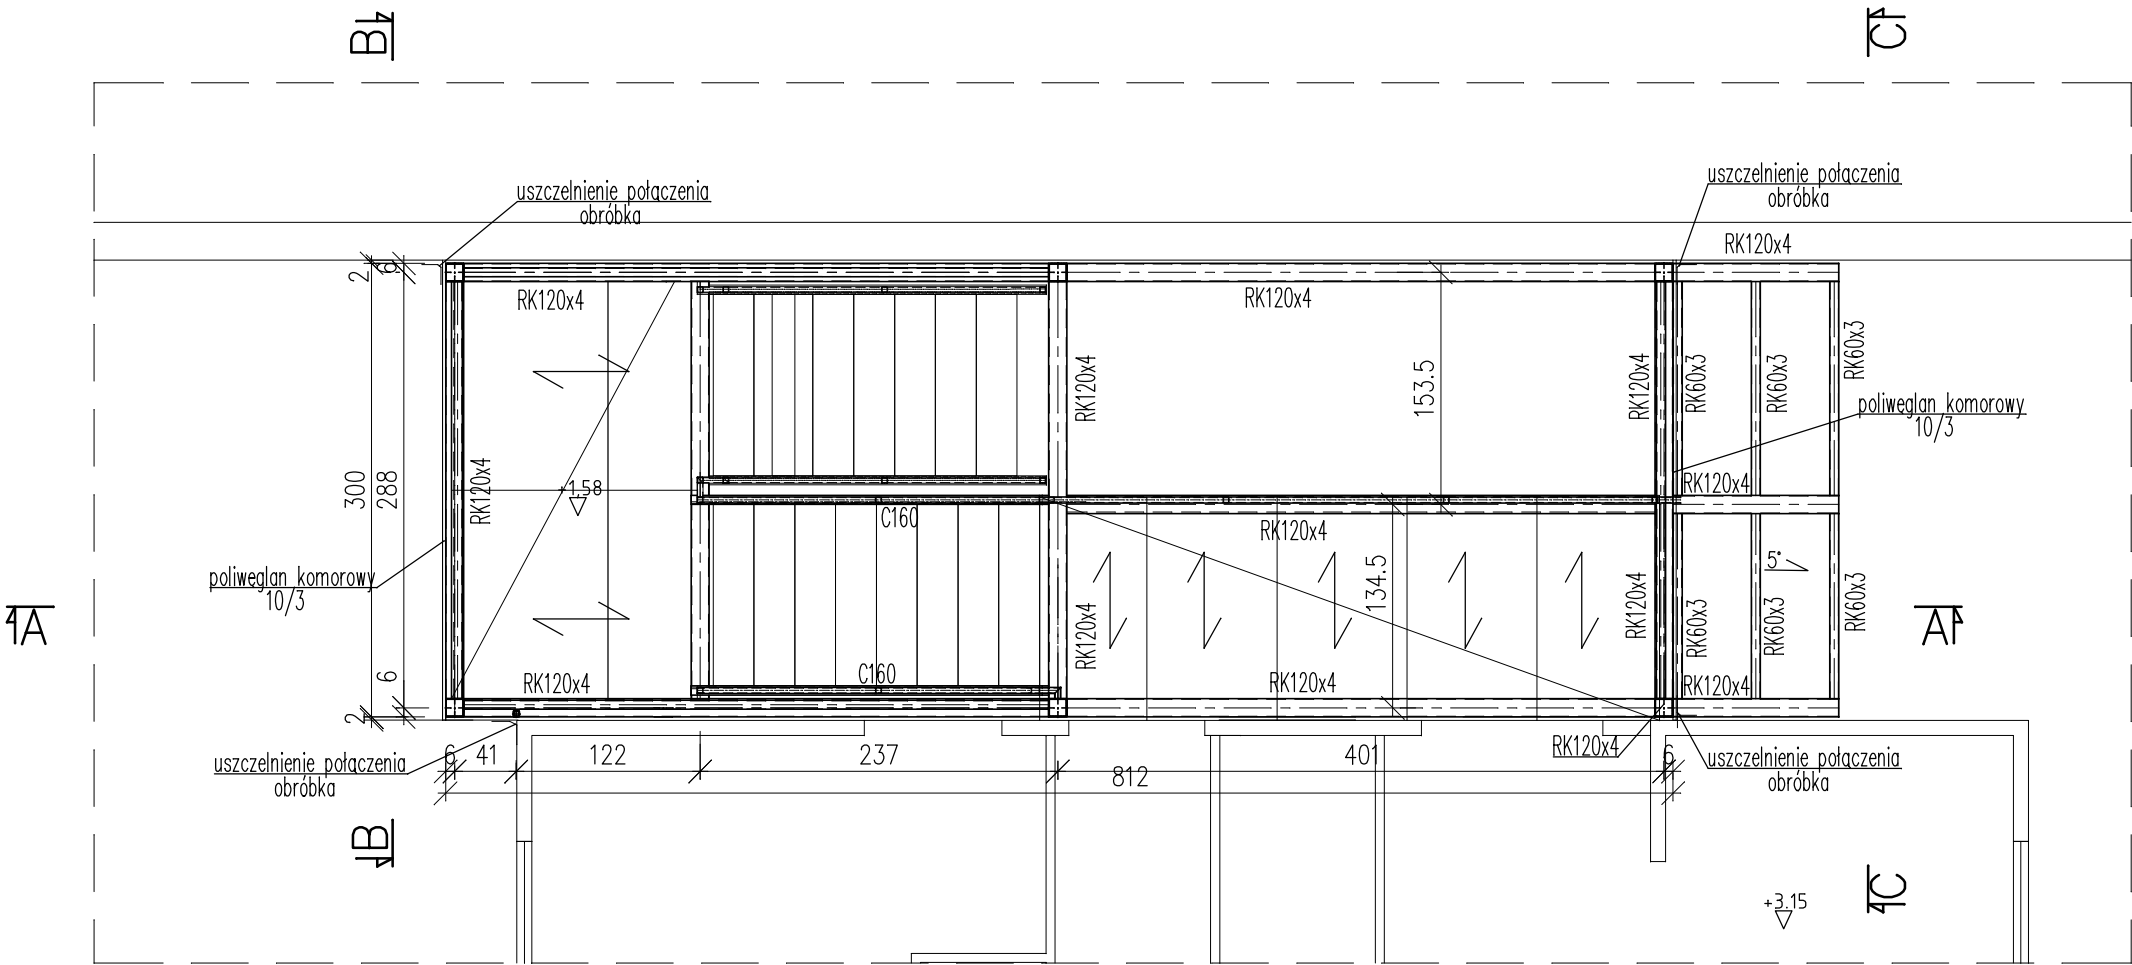 B
C
uszczelnienie połączenia
obróbka
uszczelnienie połączenia
obróbka
RK120x4
2
6
RK120x4
RK120x4
RK120x4
153.5
RK120x4
RK60x3
RK60x3
RK60x3
poliwęglan komorowy
10/3
300
288
RK120x4
+1,58
RK120x4
C160
RK120x4
poliwęglan komorowy
10/3
134.5
5°
RK120x4
RK120x4
RK60x3
RK60x3
RK60x3
A
A
6
2
RK120x4
C160
RK120x4
RK120x4
RK120x4
uszczelnienie połączenia
obróbka
6
41
122
237
401
6
812
uszczelnienie połączenia
obróbka
B
C
+3.15